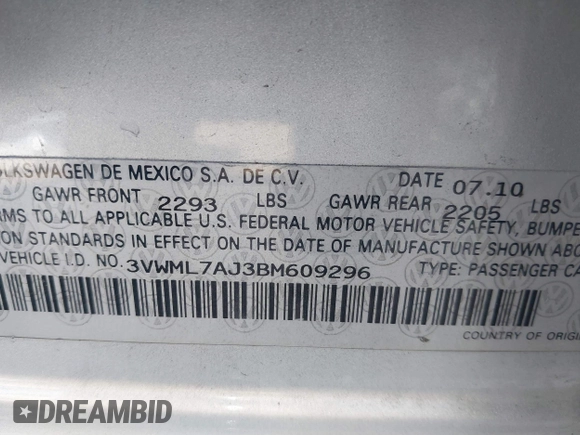 LKSWAGEN DE MEXICO S.A. DE C.V. DATE 07.10
GAWR FRONT 2293 LBS GAWR REAR 2205 LBS
RMS TO ALL APPLICABLE U.S. FEDERAL MOTOR VEHICLE SAFETY, BUMPE
ION STANDARDS IN EFFECT ON THE DATE OF MANUFACTURE SHOWN ABO
VEHICLE I.D. NO. 3VWML7AJ3BM609296 TYPE: PASSENGER CA
COUNTRY OF ORIGI
DREAMBID